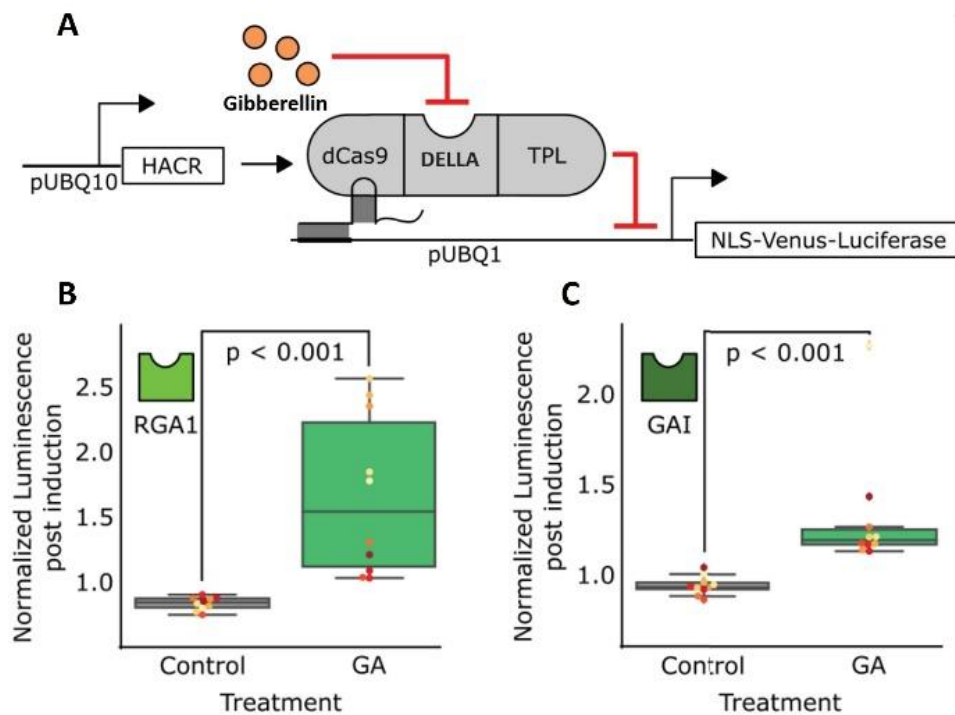 A
Gibberellin
pUBQ10
HACR
dCas9
DELLA
TPL
pUBQ1
NLS-Venus-Luciferase
B
Normalized Luminescence
post induction
2.5
2.0
1.5
1.0
RGA1
p < 0.001
Control
GA
Treatment
C
Normalized Luminescence
post induction
2.0
1.5
1.0
GAI
p < 0.001
Control
GA
Treatment